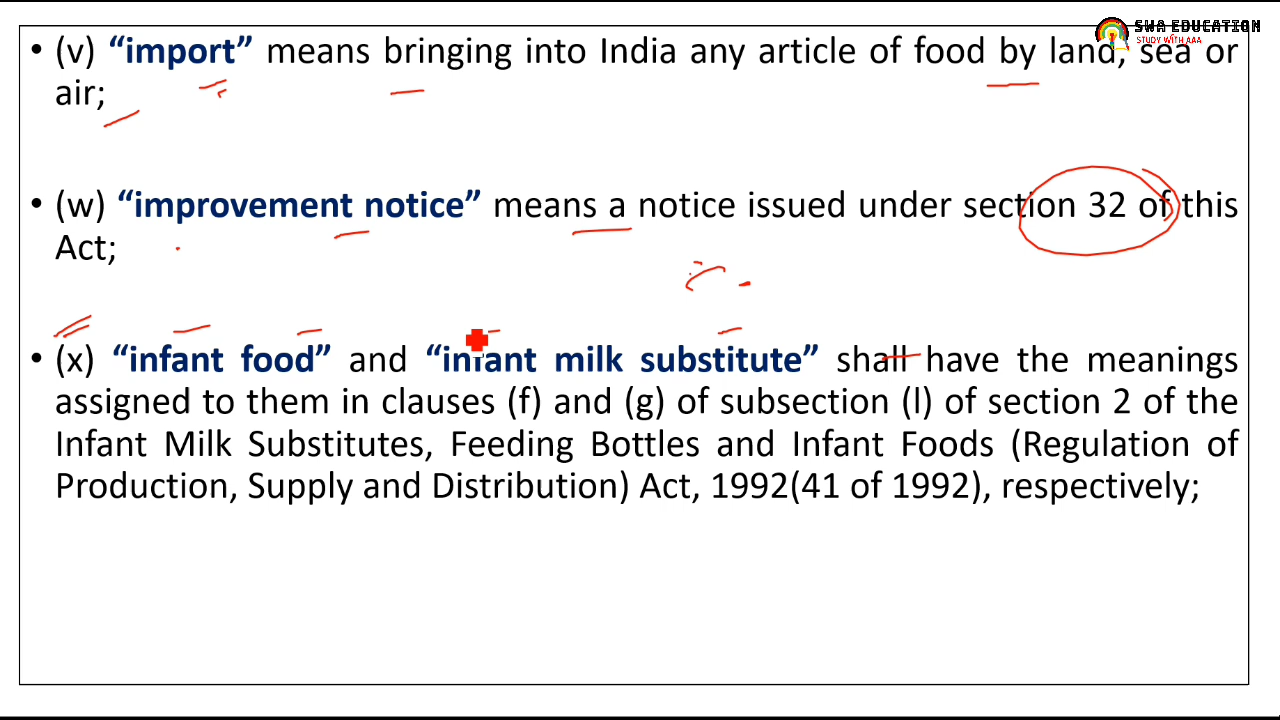 SWA EDUCATION
STUDY WITH AAA
• (v) “import” means bringing into India any article of food by land, sea or
air;
• (w) “improvement notice” means a notice issued under section 32 of this
Act;
• (x) “infant food” and “infant milk substitute” shall have the meanings
assigned to them in clauses (f) and (g) of subsection (l) of section 2 of the
Infant Milk Substitutes, Feeding Bottles and Infant Foods (Regulation of
Production, Supply and Distribution) Act, 1992(41 of 1992), respectively;